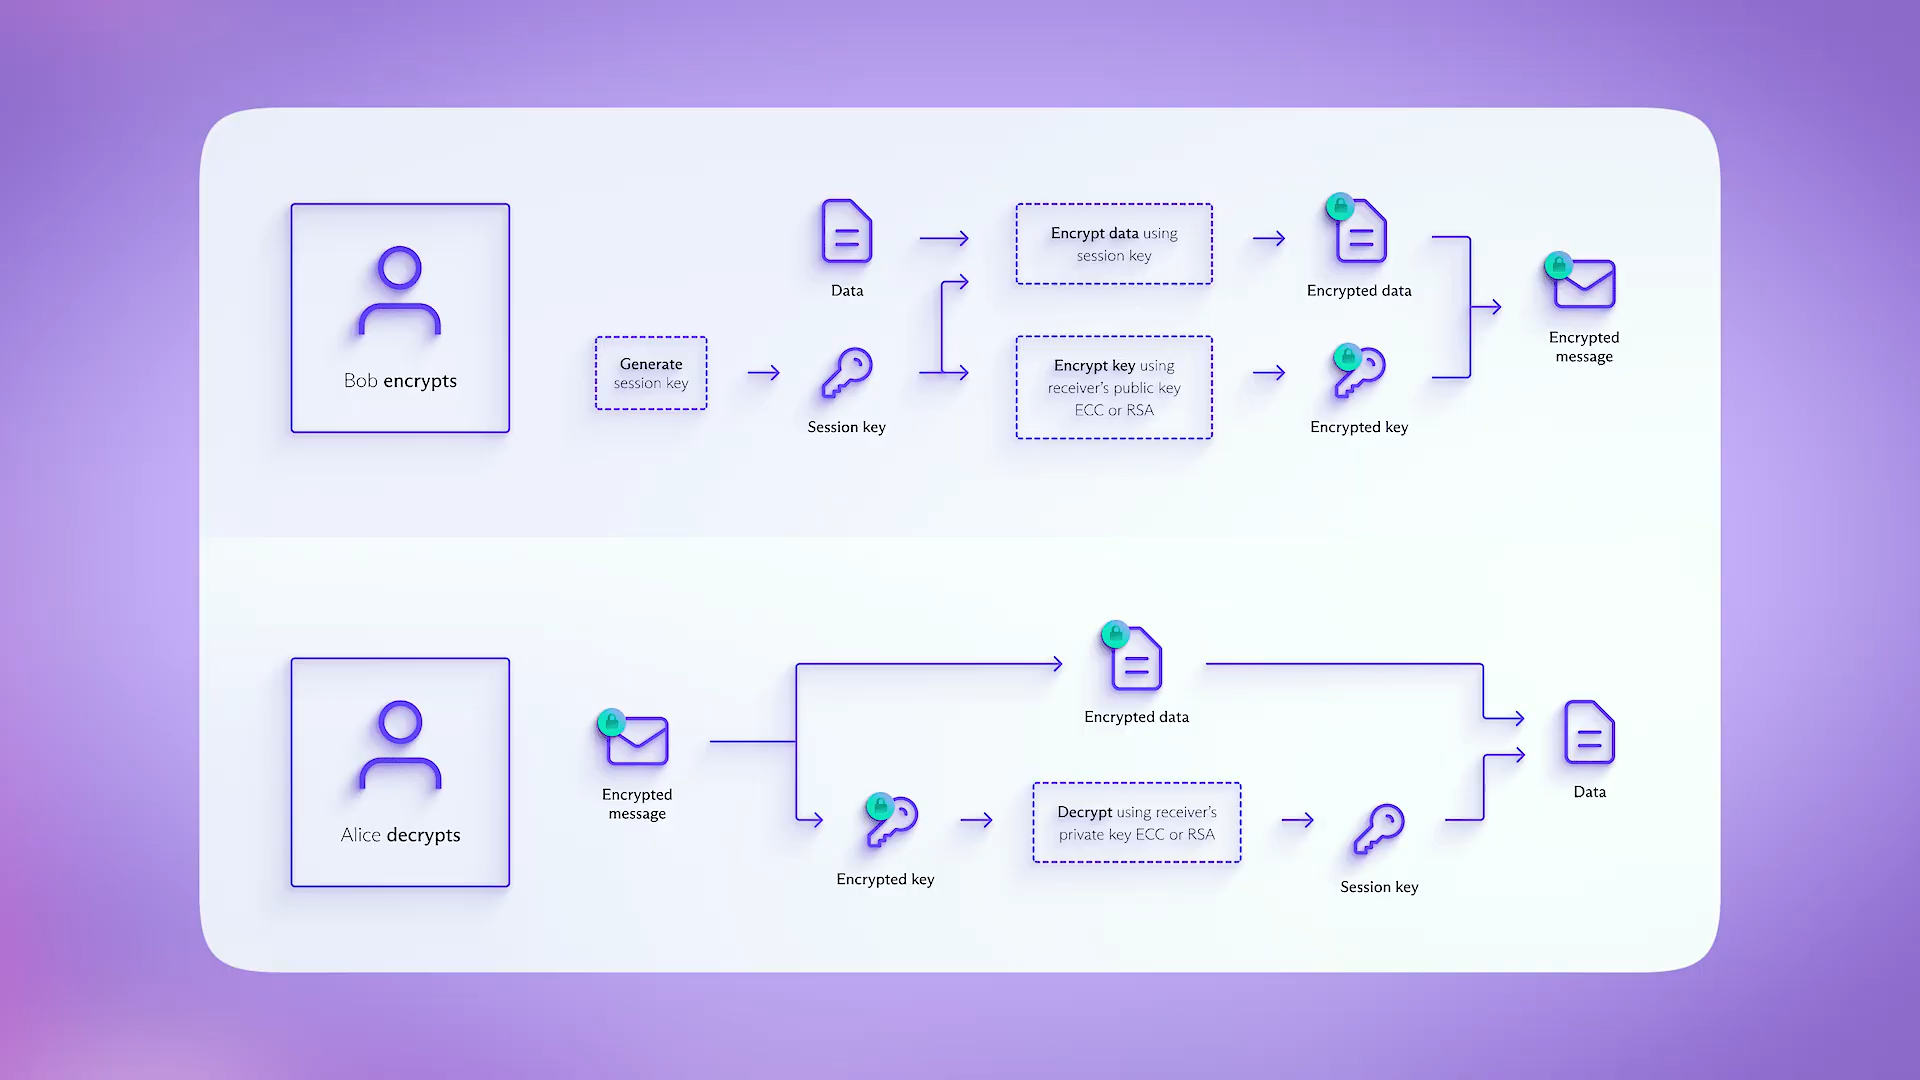 Bob encrypts
Generate
session key
Data
Session key
Encrypt data using
session key
Encrypt key using
receiver's public key
ECC or RSA
Encrypted data
Encrypted key
Encrypted
message
Alice decrypts
Encrypted
message
Encrypted data
Encrypted key
Decrypt using receiver's
private key ECC or RSA
Session key
Data